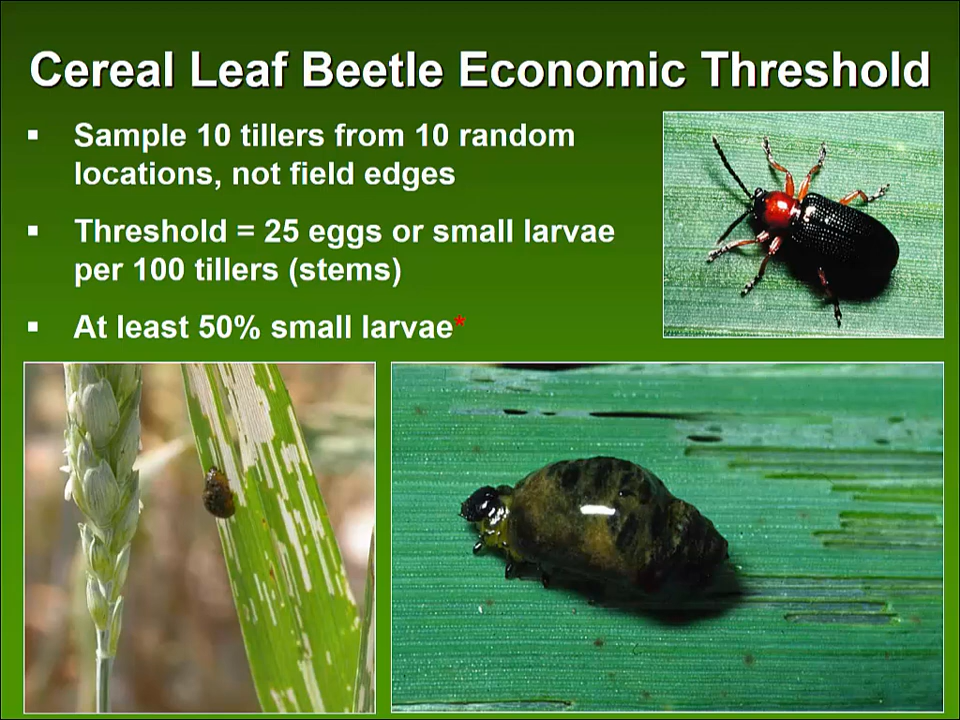 Cereal Leaf Beetle Economic Threshold
▪ Sample 10 tillers from 10 random
locations, not field edges
▪ Threshold = 25 eggs or small larvae
per 100 tillers (stems)
▪ At least 50% small larvae*